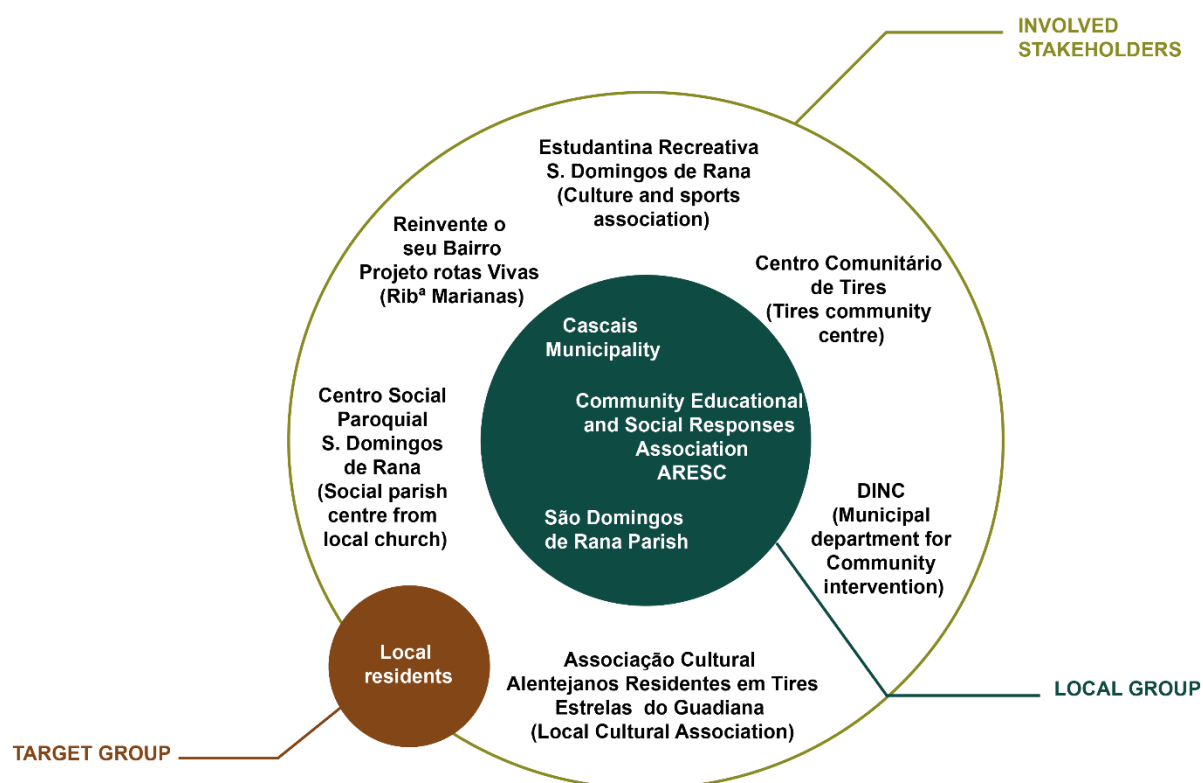 INVOLVED
STAKEHOLDERS
Estudantina Recreativa
S. Domingos de Rana
(Culture and sports
association)
Reinvente o
seu Bairro
Projeto rotas Vivas
(Ribª Marianas)
Centro Comunitário
de Tires
(Tires community
centre)
Cascais
Municipality
Community Educational
and Social Responses
Association
ARESC
São Domingos
de Rana Parish
Centro Social
Paroquial
S. Domingos
de Rana
(Social parish
centre from
local church)
DINC
(Municipal
department for
Community
intervention)
Local
residents
Associação Cultural
Alentejanos Residentes em Tires
Estrelas do Guadiana
(Local Cultural Association)
LOCAL GROUP
TARGET GROUP